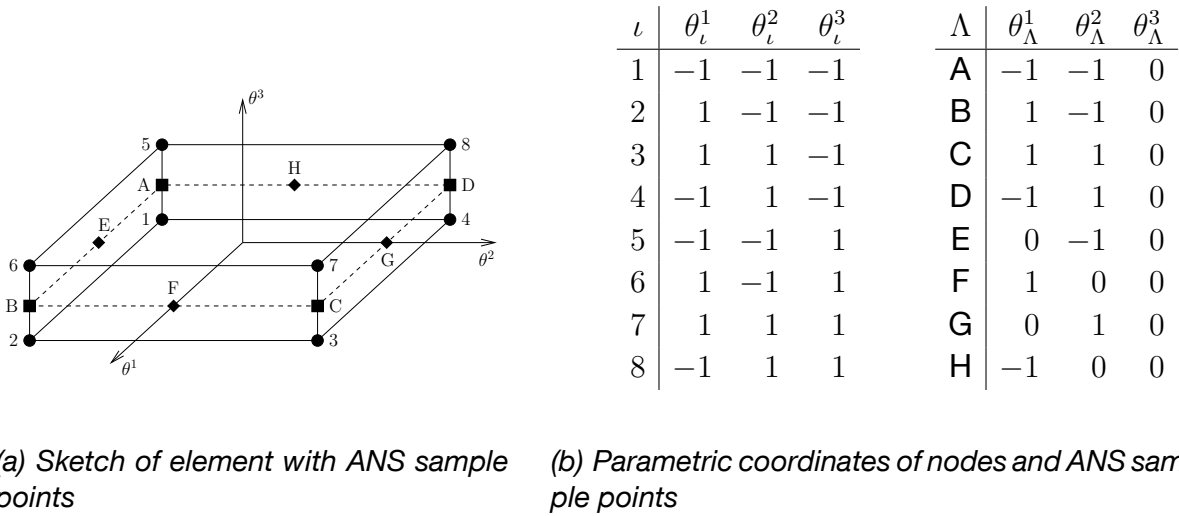 θ³
5
8
H
A
D
E
1
4
θ²
6
7
G
F
B
C
2
3
θ¹
ι θ¹ι θ²ι θ³ι
1 −1 −1 −1
2 1 −1 −1
3 1 1 −1
4 −1 1 −1
5 −1 −1 1
6 1 −1 1
7 1 1 1
8 −1 1 1
Λ θ¹Λ θ²Λ θ³Λ
A −1 −1 0
B 1 −1 0
C 1 1 0
D −1 1 0
E 0 −1 0
F 1 0 0
G 0 1 0
H −1 0 0
(a) Sketch of element with ANS sample
points
(b) Parametric coordinates of nodes and ANS sam
ple points